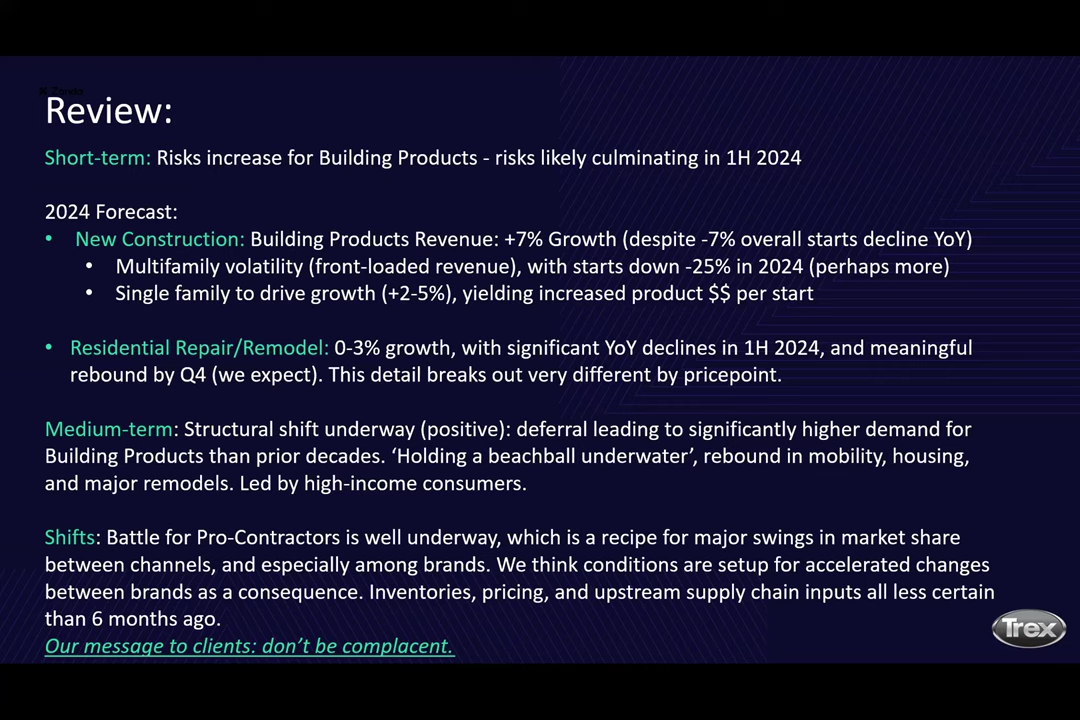 Review:
Short-term: Risks increase for Building Products - risks likely culminating in 1H 2024
2024 Forecast:
• New Construction: Building Products Revenue: +7% Growth (despite -7% overall starts decline YoY)
• Multifamily volatility (front-loaded revenue), with starts down -25% in 2024 (perhaps more)
• Single family to drive growth (+2-5%), yielding increased product $$ per start
• Residential Repair/Remodel: 0-3% growth, with significant YoY declines in 1H 2024, and meaningful
rebound by Q4 (we expect). This detail breaks out very different by pricepoint.
Medium-term: Structural shift underway (positive): deferral leading to significantly higher demand for
Building Products than prior decades. ‘Holding a beachball underwater’, rebound in mobility, housing,
and major remodels. Led by high-income consumers.
Shifts: Battle for Pro-Contractors is well underway, which is a recipe for major swings in market share
between channels, and especially among brands. We think conditions are setup for accelerated changes
between brands as a consequence. Inventories, pricing, and upstream supply chain inputs all less certain
than 6 months ago.
Our message to clients: don’t be complacent.
Trex